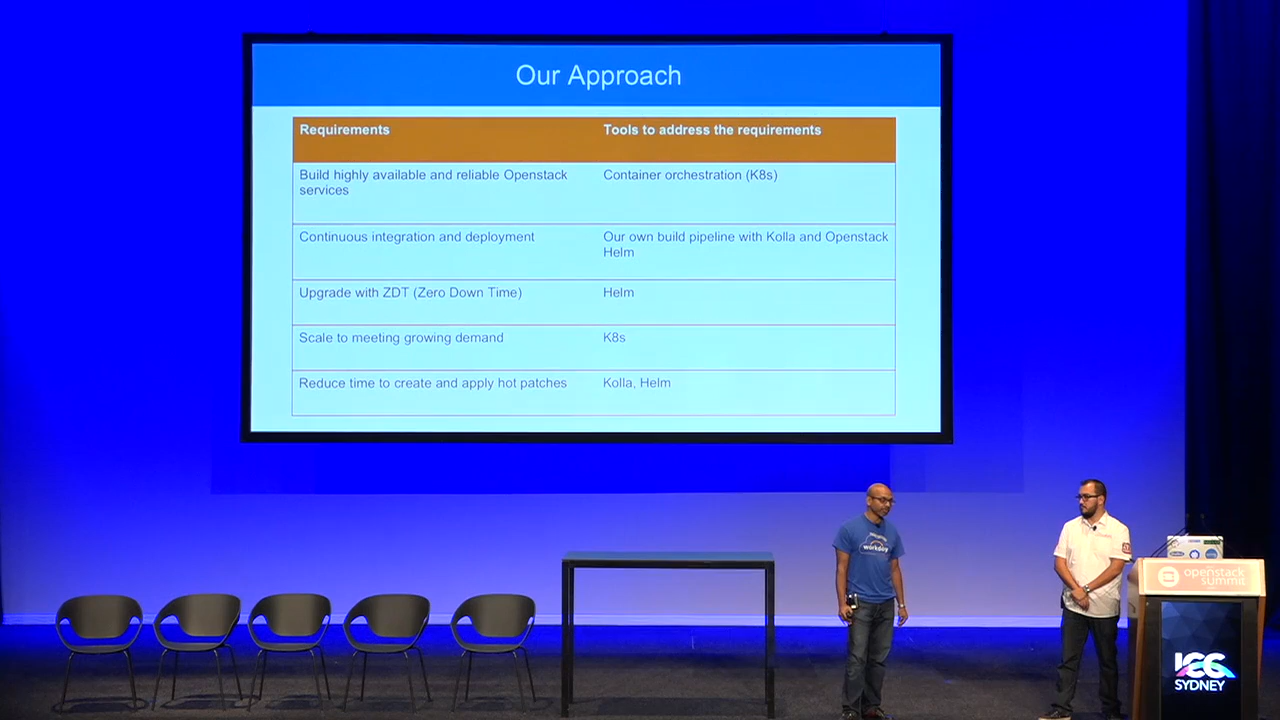 Our Approach
Requirements
Tools to address the requirements
Build highly available and reliable Openstack
services
Container orchestration (K8s)
Continuous integration and deployment
Our own build pipeline with Kolla and Openstack
Helm
Upgrade with ZDT (Zero Down Time)
Helm
Scale to meeting growing demand
K8s
Reduce time to create and apply hot patches
Kolla, Helm
workday
openstack
summit
ICC
SYDNEY